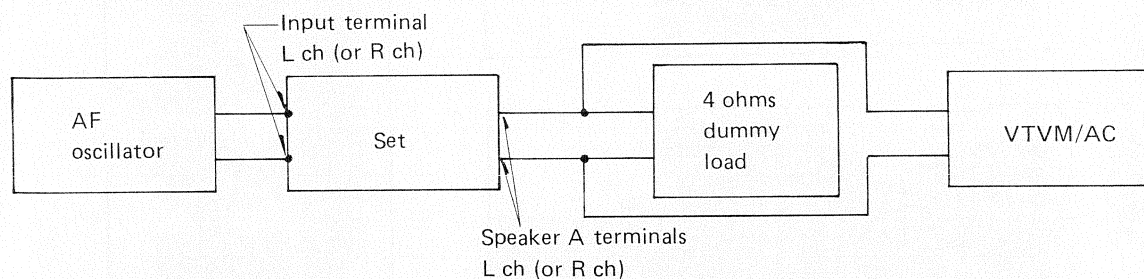 Input terminal
L ch (or R ch)
AF
oscillator
Set
4 ohms
dummy
load
VTVM/AC
Speaker A terminals
L ch (or R ch)